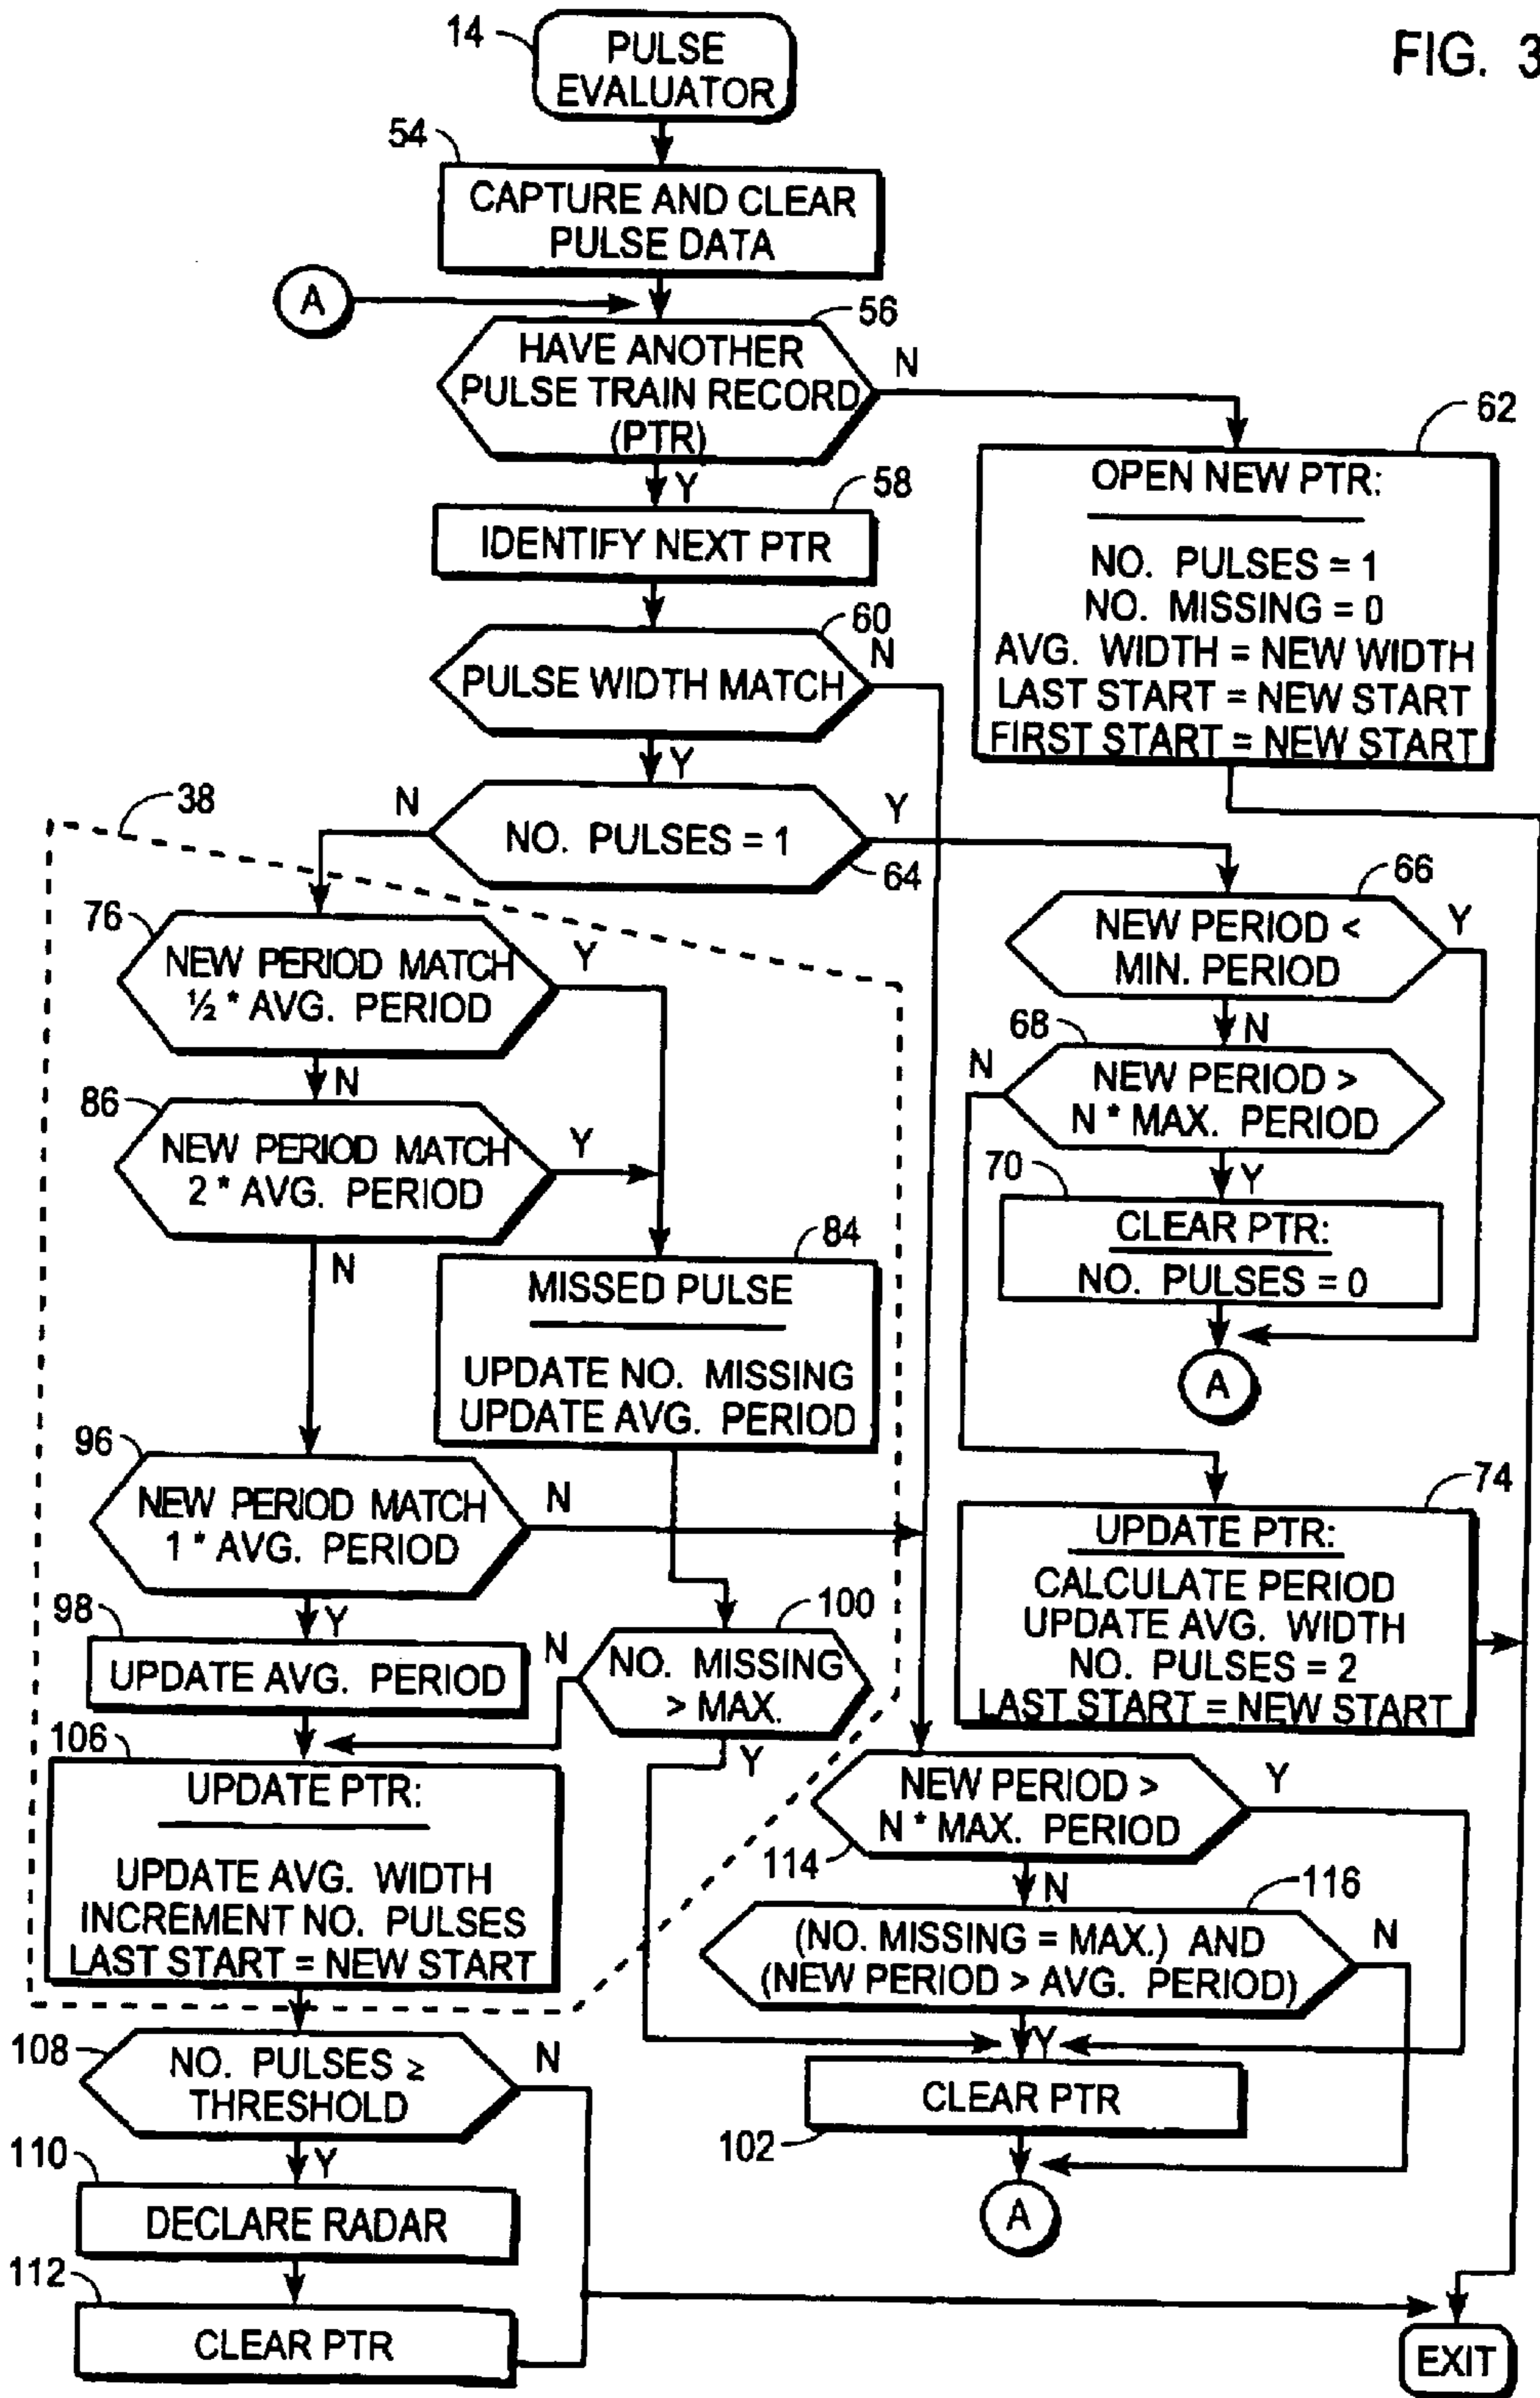 FIG. 3
14
PULSE
EVALUATOR
54
CAPTURE AND CLEAR
PULSE DATA
A
56
HAVE ANOTHER
PULSE TRAIN RECORD
(PTR)
N
Y
62
OPEN NEW PTR:
NO. PULSES = 1
NO. MISSING = 0
AVG. WIDTH = NEW WIDTH
LAST START = NEW START
FIRST START = NEW START
58
IDENTIFY NEXT PTR
60
PULSE WIDTH MATCH
N
Y
38
N
NO. PULSES = 1
Y
64
66
NEW PERIOD <
MIN. PERIOD
Y
N
68
N
NEW PERIOD >
N * MAX. PERIOD
Y
70
CLEAR PTR:
NO. PULSES = 0
A
74
UPDATE PTR:
CALCULATE PERIOD
UPDATE AVG. WIDTH
NO. PULSES = 2
LAST START = NEW START
76
NEW PERIOD MATCH
½ * AVG. PERIOD
Y
N
86
NEW PERIOD MATCH
2 * AVG. PERIOD
Y
N
84
MISSED PULSE
UPDATE NO. MISSING
UPDATE AVG. PERIOD
96
NEW PERIOD MATCH
1 * AVG. PERIOD
N
Y
98
UPDATE AVG. PERIOD
100
N
NO. MISSING
> MAX.
Y
106
UPDATE PTR:
UPDATE AVG. WIDTH
INCREMENT NO. PULSES
LAST START = NEW START
NEW PERIOD >
N * MAX. PERIOD
Y
114
N
116
(NO. MISSING = MAX.) AND
(NEW PERIOD > AVG. PERIOD)
N
Y
CLEAR PTR
102
A
108
NO. PULSES ≥
THRESHOLD
N
Y
110
DECLARE RADAR
112
CLEAR PTR
EXIT